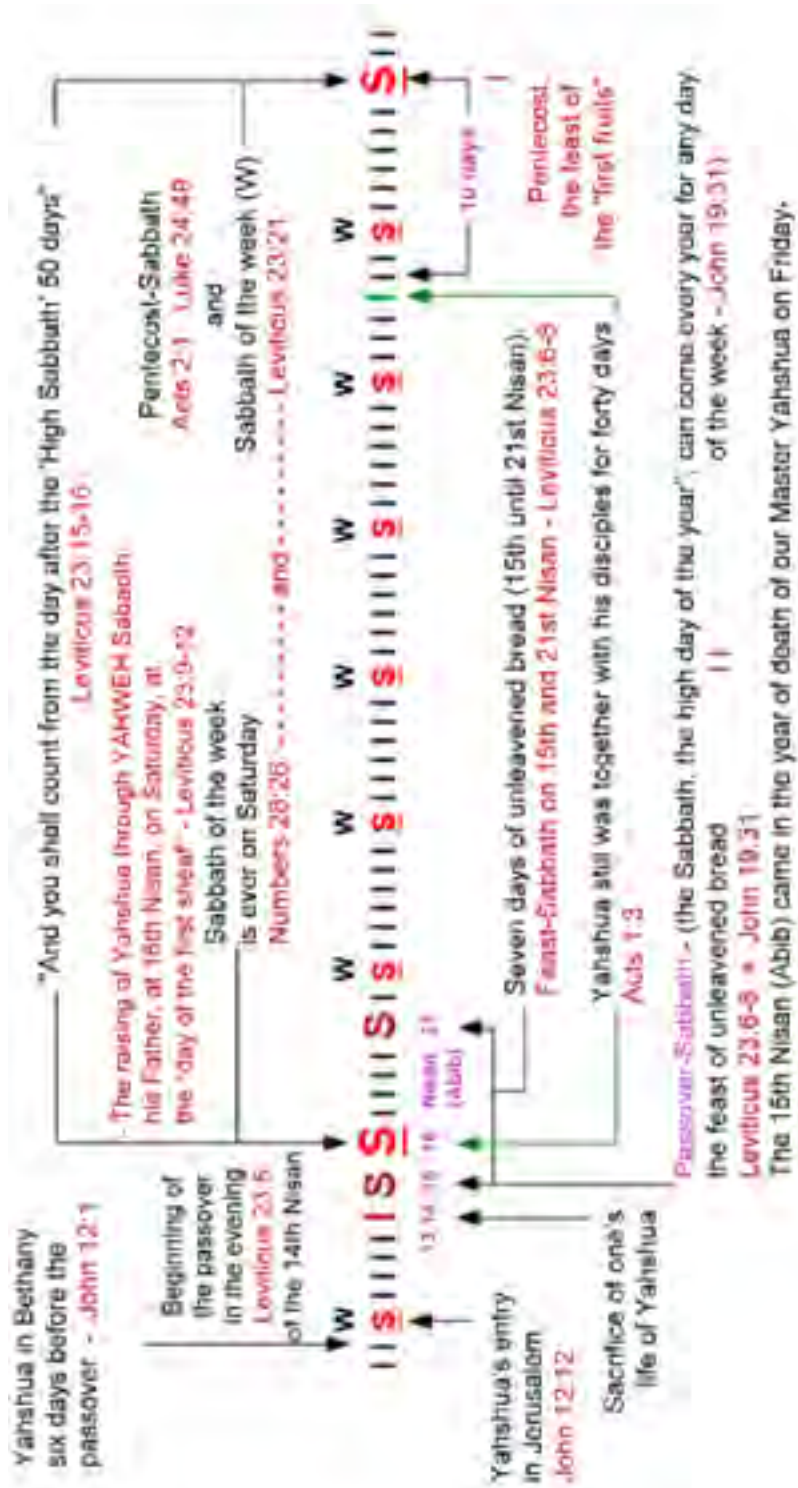 Yahshua in Bethany
six days before the
passover - John 12:1
Beginning of
the passover
in the evening
Leviticus 23:5
of the 14th Nisan
"And you shall count from the day after the 'High Sabbath' 50 days"
Leviticus 23:15-16
- The raising of Yahshua through YAHWEH Sabaoth
his Father, at 16th Nisan, on Saturday, at
the "day of the first sheaf" - Leviticus 23:9-12
Sabbath of the week
is ever on Saturday
Numbers 28:26 - - - - - - - - and - - - - - - - - Leviticus 23:21
Pentecost-Sabbath
Acts 2:1 Luke 24:49
and
Sabbath of the week (W)
W W W W W W W
S S S S S S S S S S
13 14 15 16 Nisan 21
(Abib)
10 days
Yahshua's entry
in Jerusalem
John 12:12
Sacrifice of one's
life of Yahshua
Seven days of unleavened bread (15th until 21st Nisan)
Feast-Sabbath on 15th and 21st Nisan - Leviticus 23:6-8
Yahshua still was together with his disciples for forty days
Acts 1:3
Pentecost,
the feast of
the "first fruits"
Passover-Sabbath - (the Sabbath, the high day of the year") can come every year for any day
the feast of unleavened bread
of the week - John 19:31)
Leviticus 23:6-8 = John 19:31
The 15th Nisan (Abib) came in the year of death of our Master Yahshua on Friday.